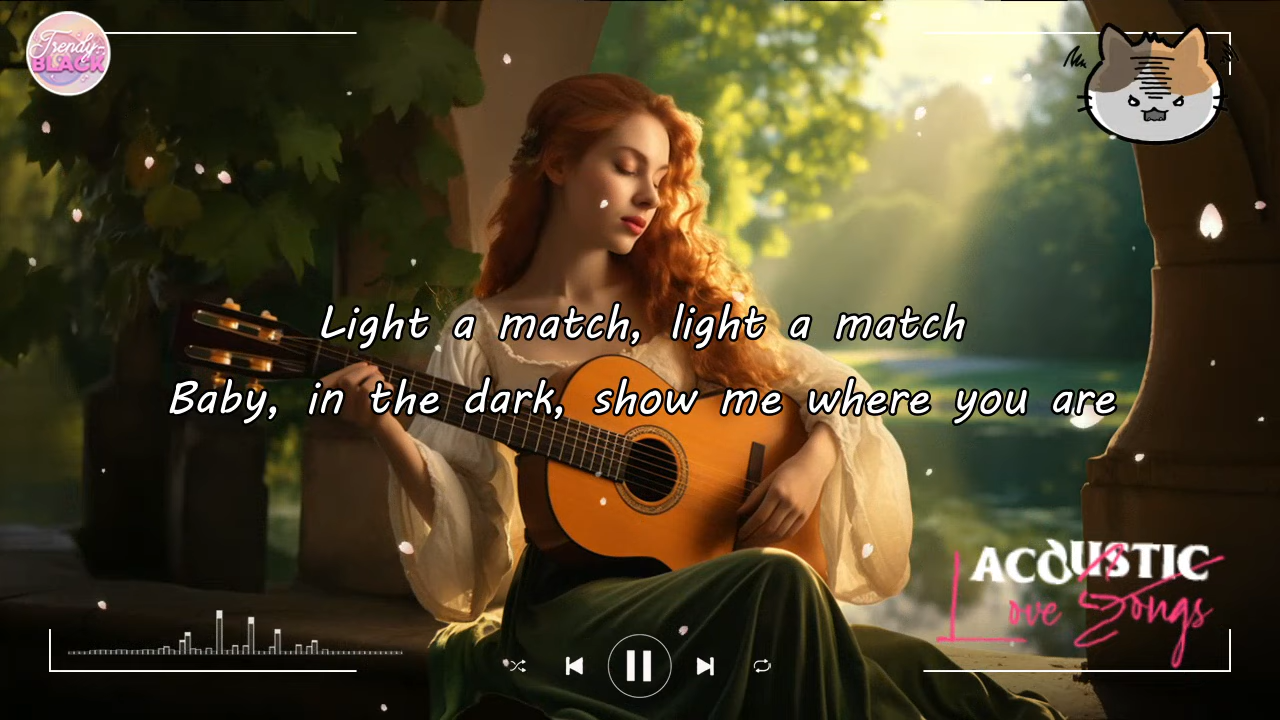 Trendy
BLACK
Light a match, light a match
Baby, in the dark, show me where you are
ACOUSTIC
Love Songs